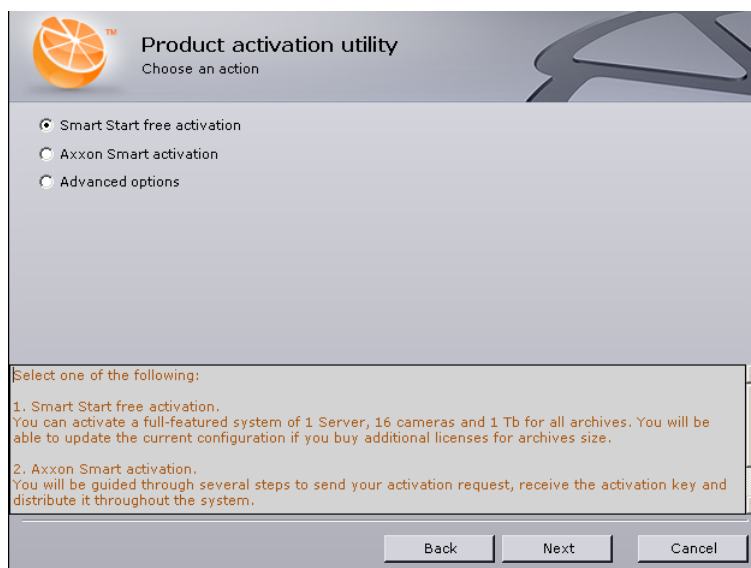 TM
Product activation utility
Choose an action
Smart Start free activation
Axxon Smart activation
Advanced options
Select one of the following:
1. Smart Start free activation.
You can activate a full-featured system of 1 Server, 16 cameras and 1 Tb for all archives. You will be
able to update the current configuration if you buy additional licenses for archives size.
2. Axxon Smart activation.
You will be guided through several steps to send your activation request, receive the activation key and
distribute it throughout the system.
Back
Next
Cancel